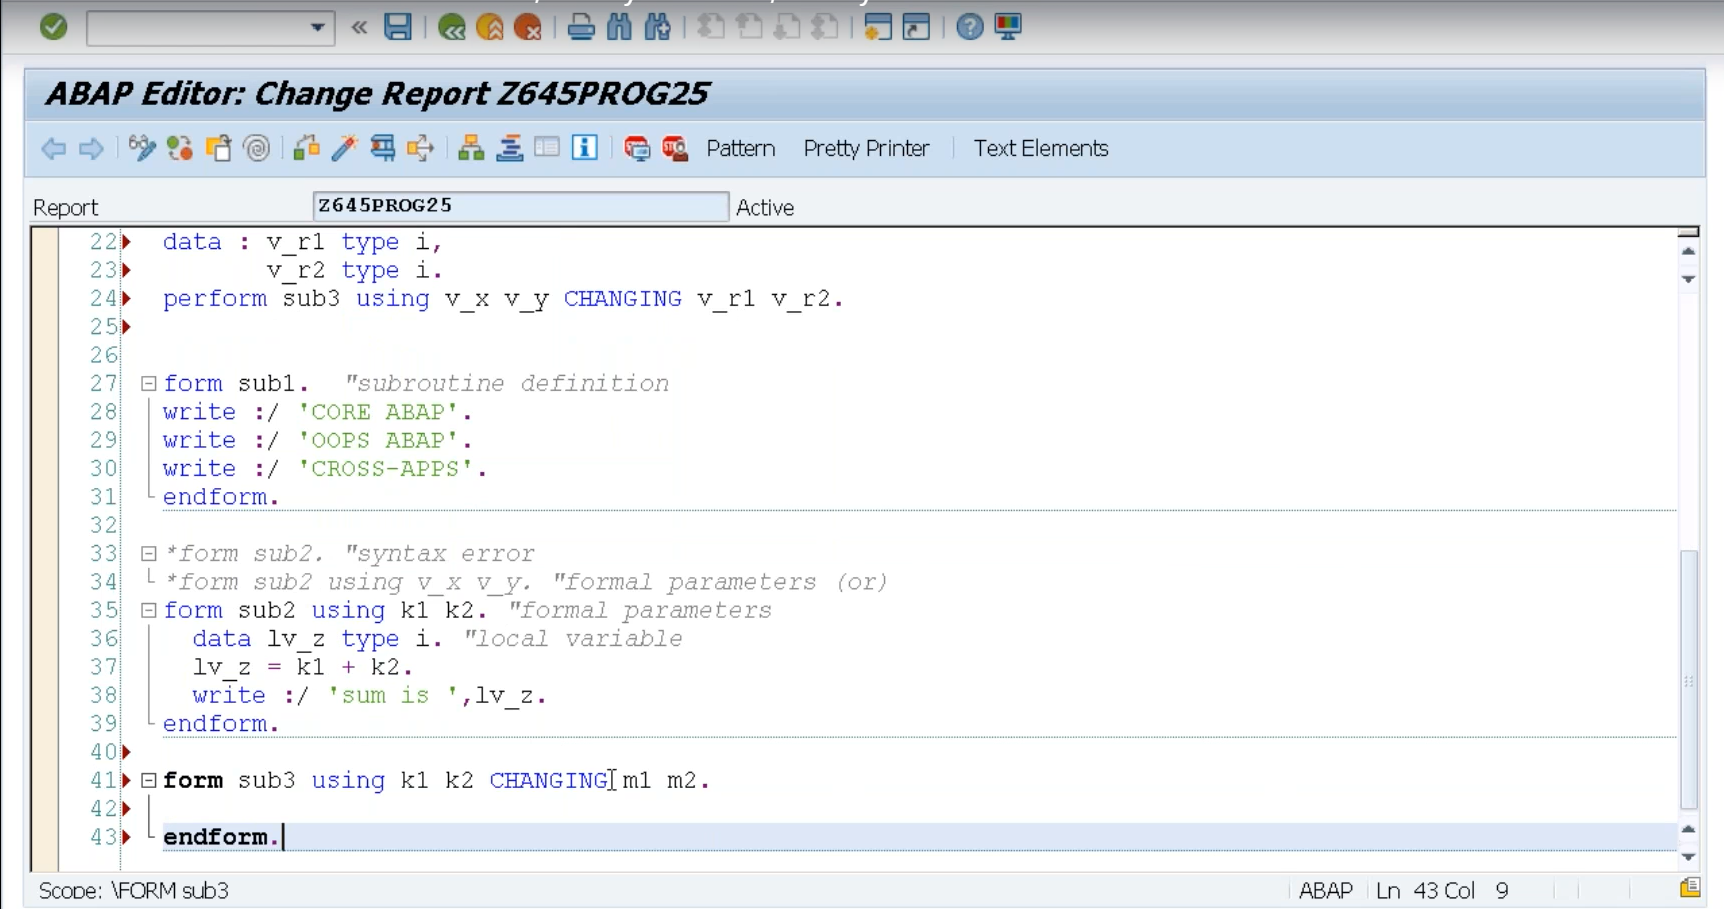 ABAP Editor: Change Report Z645PROG25
Pattern Pretty Printer Text Elements
Report Z645PROG25 Active
22 data : v_r1 type i,
23 v_r2 type i.
24 perform sub3 using v_x v_y CHANGING v_r1 v_r2.
25
26
27 form sub1. "subroutine definition
28 write :/ 'CORE ABAP'.
29 write :/ 'OOPS ABAP'.
30 write :/ 'CROSS-APPS'.
31 endform.
32
33 *form sub2. "syntax error
34 *form sub2 using v_x v_y. "formal parameters (or)
35 form sub2 using k1 k2. "formal parameters
36 data lv_z type i. "local variable
37 lv_z = k1 + k2.
38 write :/ 'sum is ',lv_z.
39 endform.
40
41 form sub3 using k1 k2 CHANGING m1 m2.
42
43 endform.
Scope: \FORM sub3 ABAP Ln 43 Col 9